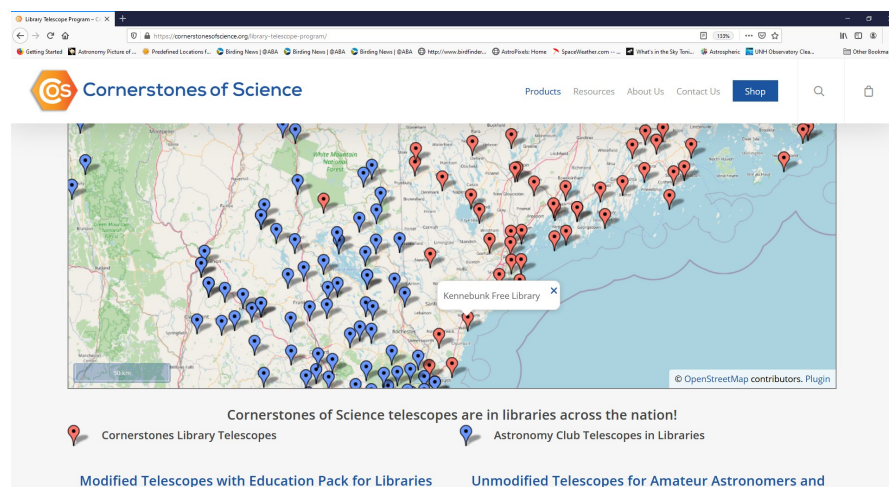 Library Telescope Program – C
https://cornerstonesofscience.org/library-telescope-program/
133%
Getting Started
Astronomy Picture of ...
Predefined Locations f...
Birding News | @ABA
Birding News | @ABA
Birding News | @ABA
http://www.birdfinder...
AstroPixels: Home
SpaceWeather.com -- ...
What's in the Sky Toni...
Astrospheric
UNH Observatory Clea...
Other Bookma
COS
Cornerstones of Science
Products
Resources
About Us
Contact Us
Shop
White Mountain
National
Forest
Kennebunk Free Library
© OpenStreetMap contributors. Plugin
Cornerstones of Science telescopes are in libraries across the nation!
Cornerstones Library Telescopes
Astronomy Club Telescopes in Libraries
Modified Telescopes with Education Pack for Libraries
Unmodified Telescopes for Amateur Astronomers and